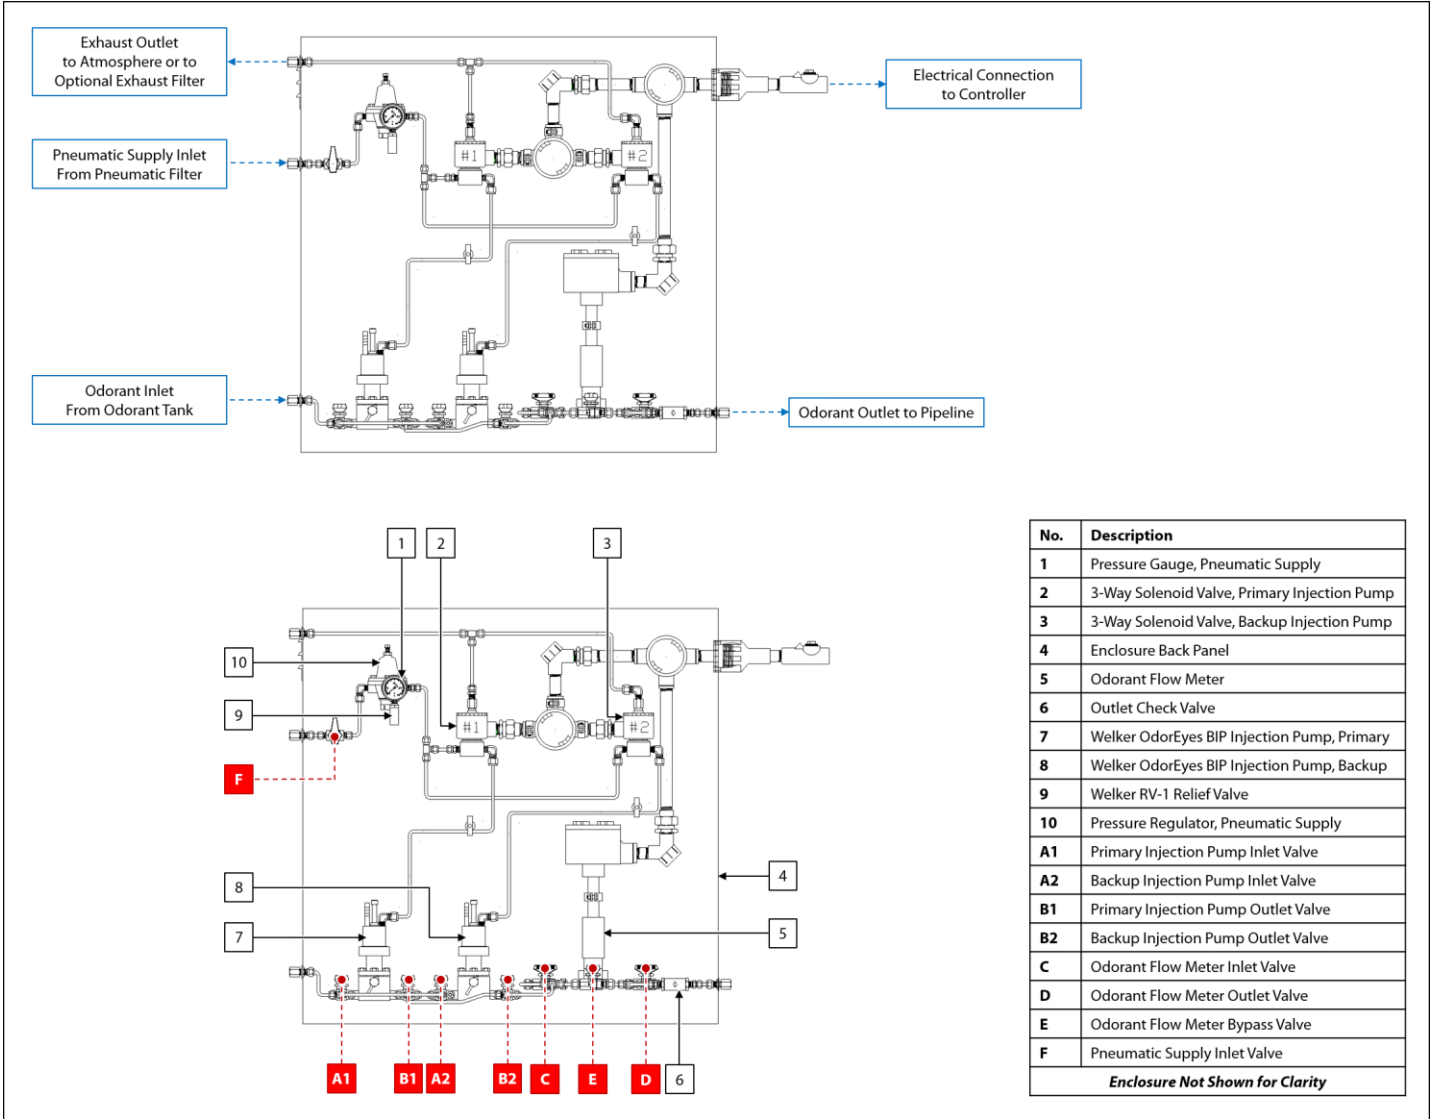 Exhaust Outlet
to Atmosphere or to
Optional Exhaust Filter
Electrical Connection
to Controller
Pneumatic Supply Inlet
From Pneumatic Filter
#1
#2
Odorant Inlet
From Odorant Tank
Odorant Outlet to Pipeline
1
2
3
10
9
#1
#2
F
8
4
7
5
A1
B1
A2
B2
C
E
D
6
No. Description
1 Pressure Gauge, Pneumatic Supply
2 3-Way Solenoid Valve, Primary Injection Pump
3 3-Way Solenoid Valve, Backup Injection Pump
4 Enclosure Back Panel
5 Odorant Flow Meter
6 Outlet Check Valve
7 Welker OdorEyes BIP Injection Pump, Primary
8 Welker OdorEyes BIP Injection Pump, Backup
9 Welker RV-1 Relief Valve
10 Pressure Regulator, Pneumatic Supply
A1 Primary Injection Pump Inlet Valve
A2 Backup Injection Pump Inlet Valve
B1 Primary Injection Pump Outlet Valve
B2 Backup Injection Pump Outlet Valve
C Odorant Flow Meter Inlet Valve
D Odorant Flow Meter Outlet Valve
E Odorant Flow Meter Bypass Valve
F Pneumatic Supply Inlet Valve
Enclosure Not Shown for Clarity